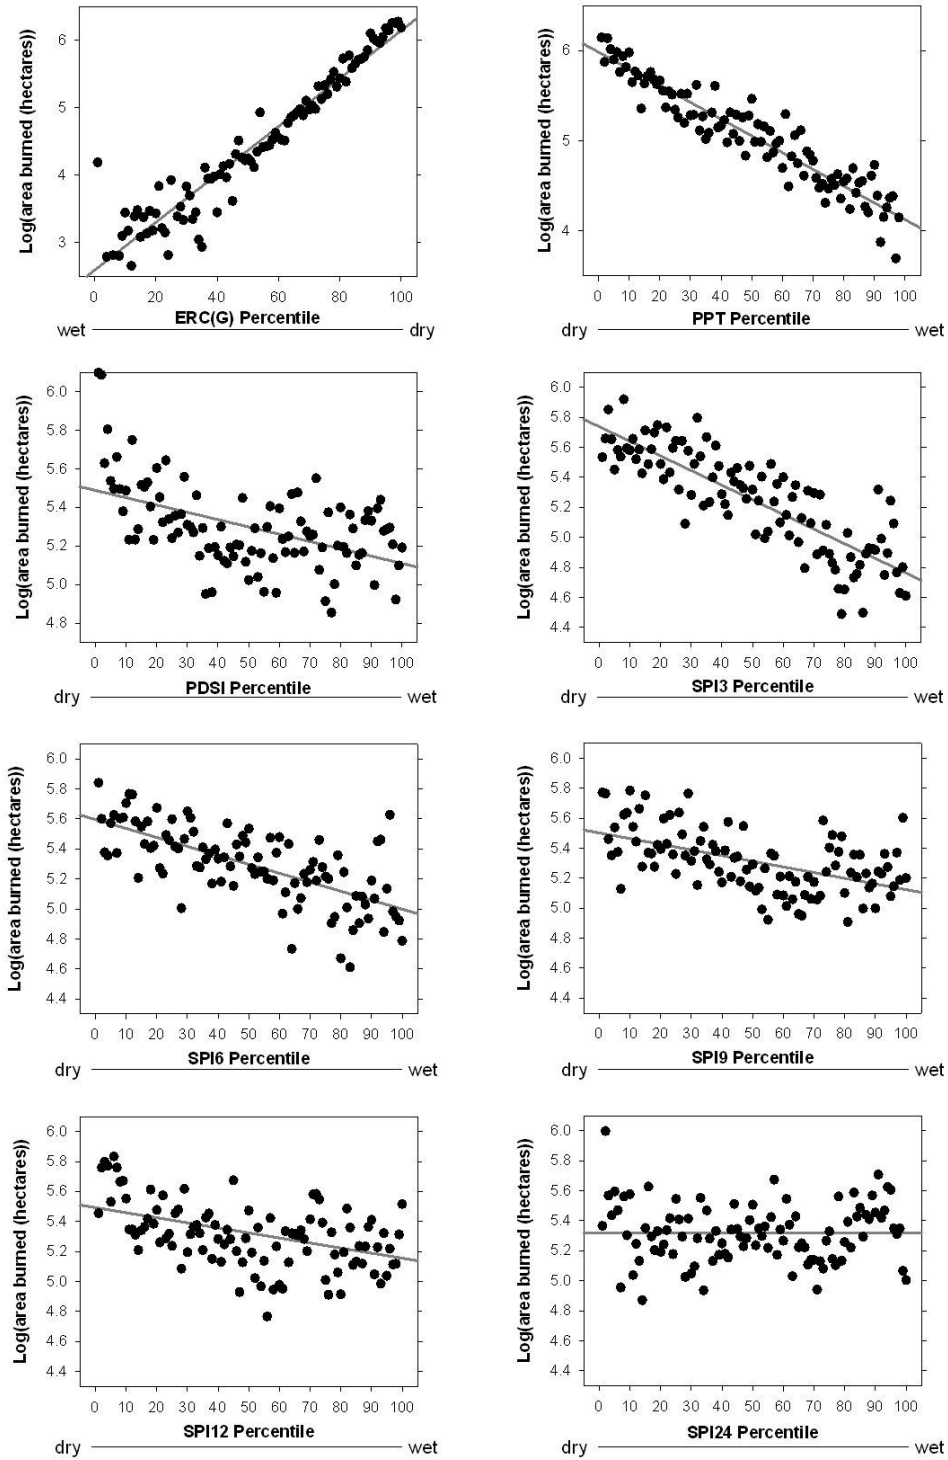 Log(area burned (hectares))
6
5
4
3
0 20 40 60 80 100
ERC(G) Percentile
wet dry
Log(area burned (hectares))
6
5
4
0 10 20 30 40 50 60 70 80 90 100
PPT Percentile
dry wet
Log(area burned (hectares))
6.0
5.8
5.6
5.4
5.2
5.0
4.8
0 10 20 30 40 50 60 70 80 90 100
PDSI Percentile
dry wet
Log(area burned (hectares))
6.0
5.8
5.6
5.4
5.2
5.0
4.8
4.6
4.4
0 10 20 30 40 50 60 70 80 90 100
SPI3 Percentile
dry wet
Log(area burned (hectares))
6.0
5.8
5.6
5.4
5.2
5.0
4.8
4.6
4.4
0 10 20 30 40 50 60 70 80 90 100
SPI6 Percentile
dry wet
Log(area burned (hectares))
6.0
5.8
5.6
5.4
5.2
5.0
4.8
4.6
4.4
0 10 20 30 40 50 60 70 80 90 100
SPI9 Percentile
dry wet
Log(area burned (hectares))
6.0
5.8
5.6
5.4
5.2
5.0
4.8
4.6
4.4
0 10 20 30 40 50 60 70 80 90 100
SPI12 Percentile
dry wet
Log(area burned (hectares))
6.0
5.8
5.6
5.4
5.2
5.0
4.8
4.6
4.4
0 10 20 30 40 50 60 70 80 90 100
SPI24 Percentile
dry wet